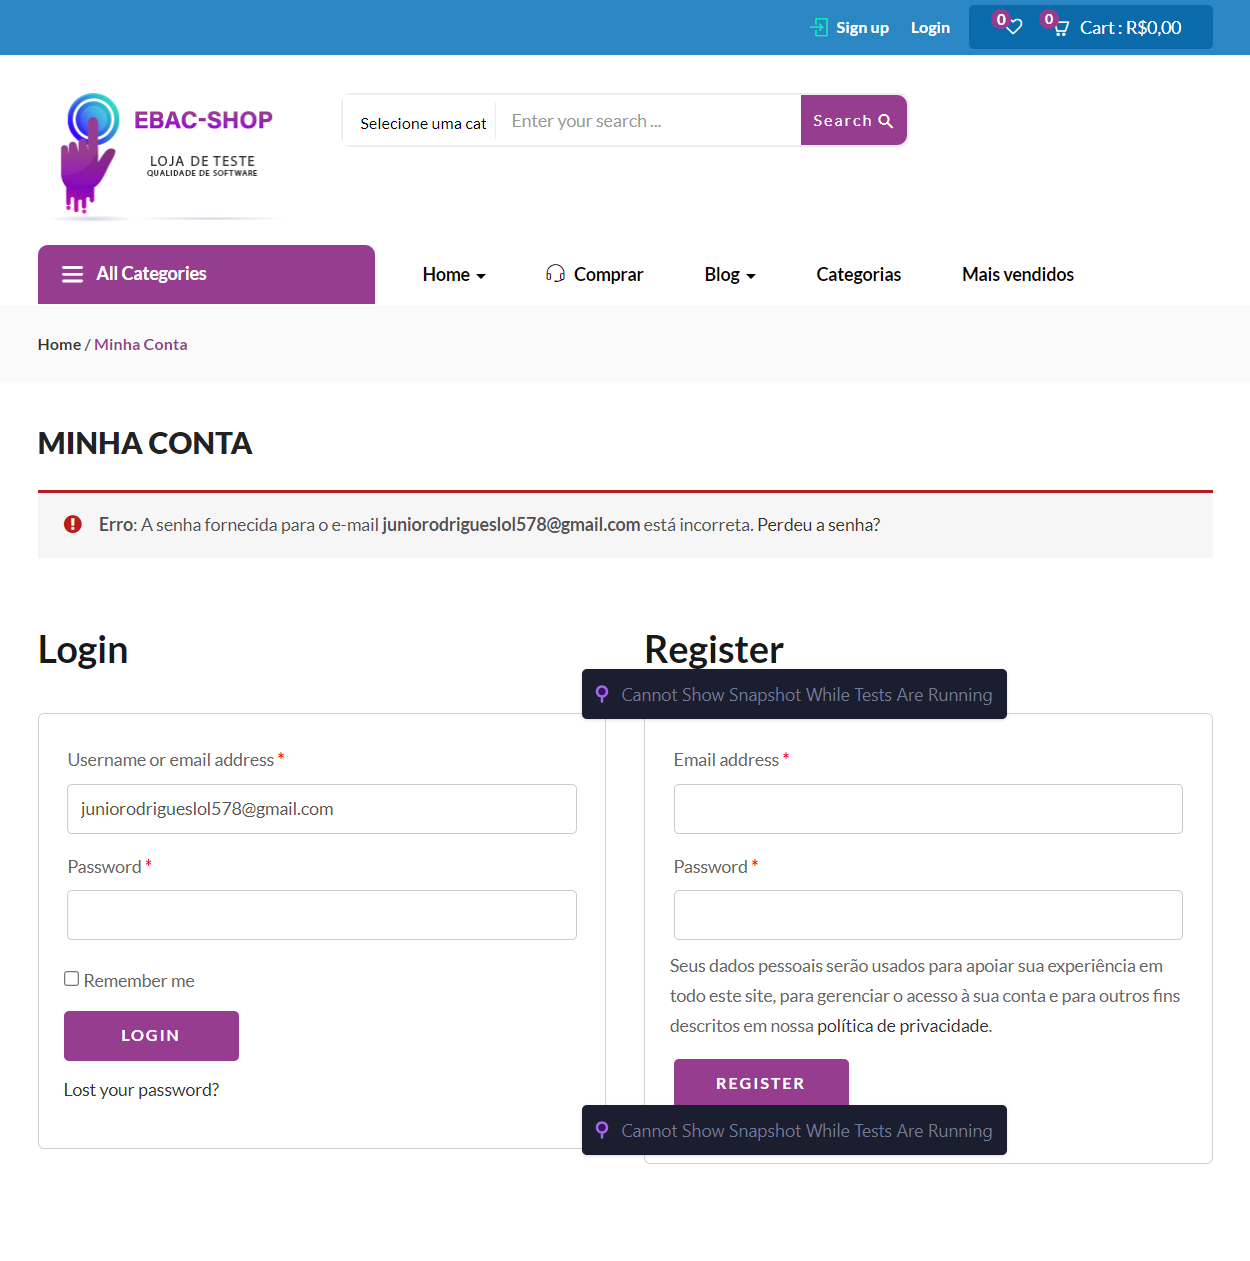 Sign up
Login
0
0
Cart : R$0,00
EBAC-SHOP
LOJA DE TESTE
QUALIDADE DE SOFTWARE
Selecione uma cat
Enter your search ...
Search
All Categories
Home
Comprar
Blog
Categorias
Mais vendidos
Home / Minha Conta
MINHA CONTA
Erro: A senha fornecida para o e-mail juniorodrigueslol578@gmail.com está incorreta. Perdeu a senha?
Login
Username or email address *
juniorodrigueslol578@gmail.com
Password *
Remember me
LOGIN
Lost your password?
Register
Cannot Show Snapshot While Tests Are Running
Email address *
Password *
Seus dados pessoais serão usados para apoiar sua experiência em
todo este site, para gerenciar o acesso à sua conta e para outros fins
descritos em nossa política de privacidade.
REGISTER
Cannot Show Snapshot While Tests Are Running